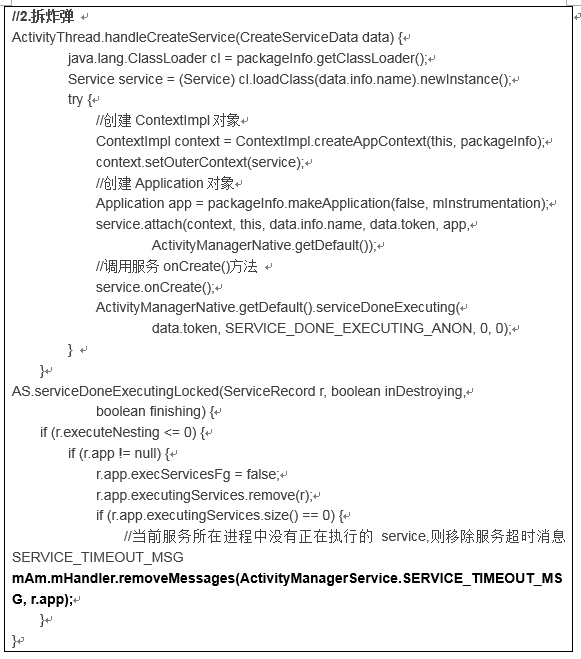 //2.拆炸弹
ActivityThread.handleCreateService(CreateServiceData data) {
java.lang.ClassLoader cl = packageInfo.getClassLoader();
Service service = (Service) cl.loadClass(data.info.name).newInstance();
try {
//创建 ContextImpl 对象
ContextImpl context = ContextImpl.createAppContext(this, packageInfo);
context.setOuterContext(service);
//创建 Application 对象
Application app = packageInfo.makeApplication(false, mInstrumentation);
service.attach(context, this, data.info.name, data.token, app,
ActivityManagerNative.getDefault());
//调用服务 onCreate()方法
service.onCreate();
ActivityManagerNative.getDefault().serviceDoneExecuting(
data.token, SERVICE_DONE_EXECUTING_ANON, 0, 0);
}
}
AS.serviceDoneExecutingLocked(ServiceRecord r, boolean inDestroying,
boolean finishing) {
if (r.executeNesting <= 0) {
if (r.app != null) {
r.app.execServicesFg = false;
r.app.executingServices.remove(r);
if (r.app.executingServices.size() == 0) {
//当前服务所在进程中没有正在执行的 service,则移除服务超时消息
SERVICE_TIMEOUT_MSG
mAm.mHandler.removeMessages(ActivityManagerService.SERVICE_TIMEOUT_MS
G, r.app);
}
}